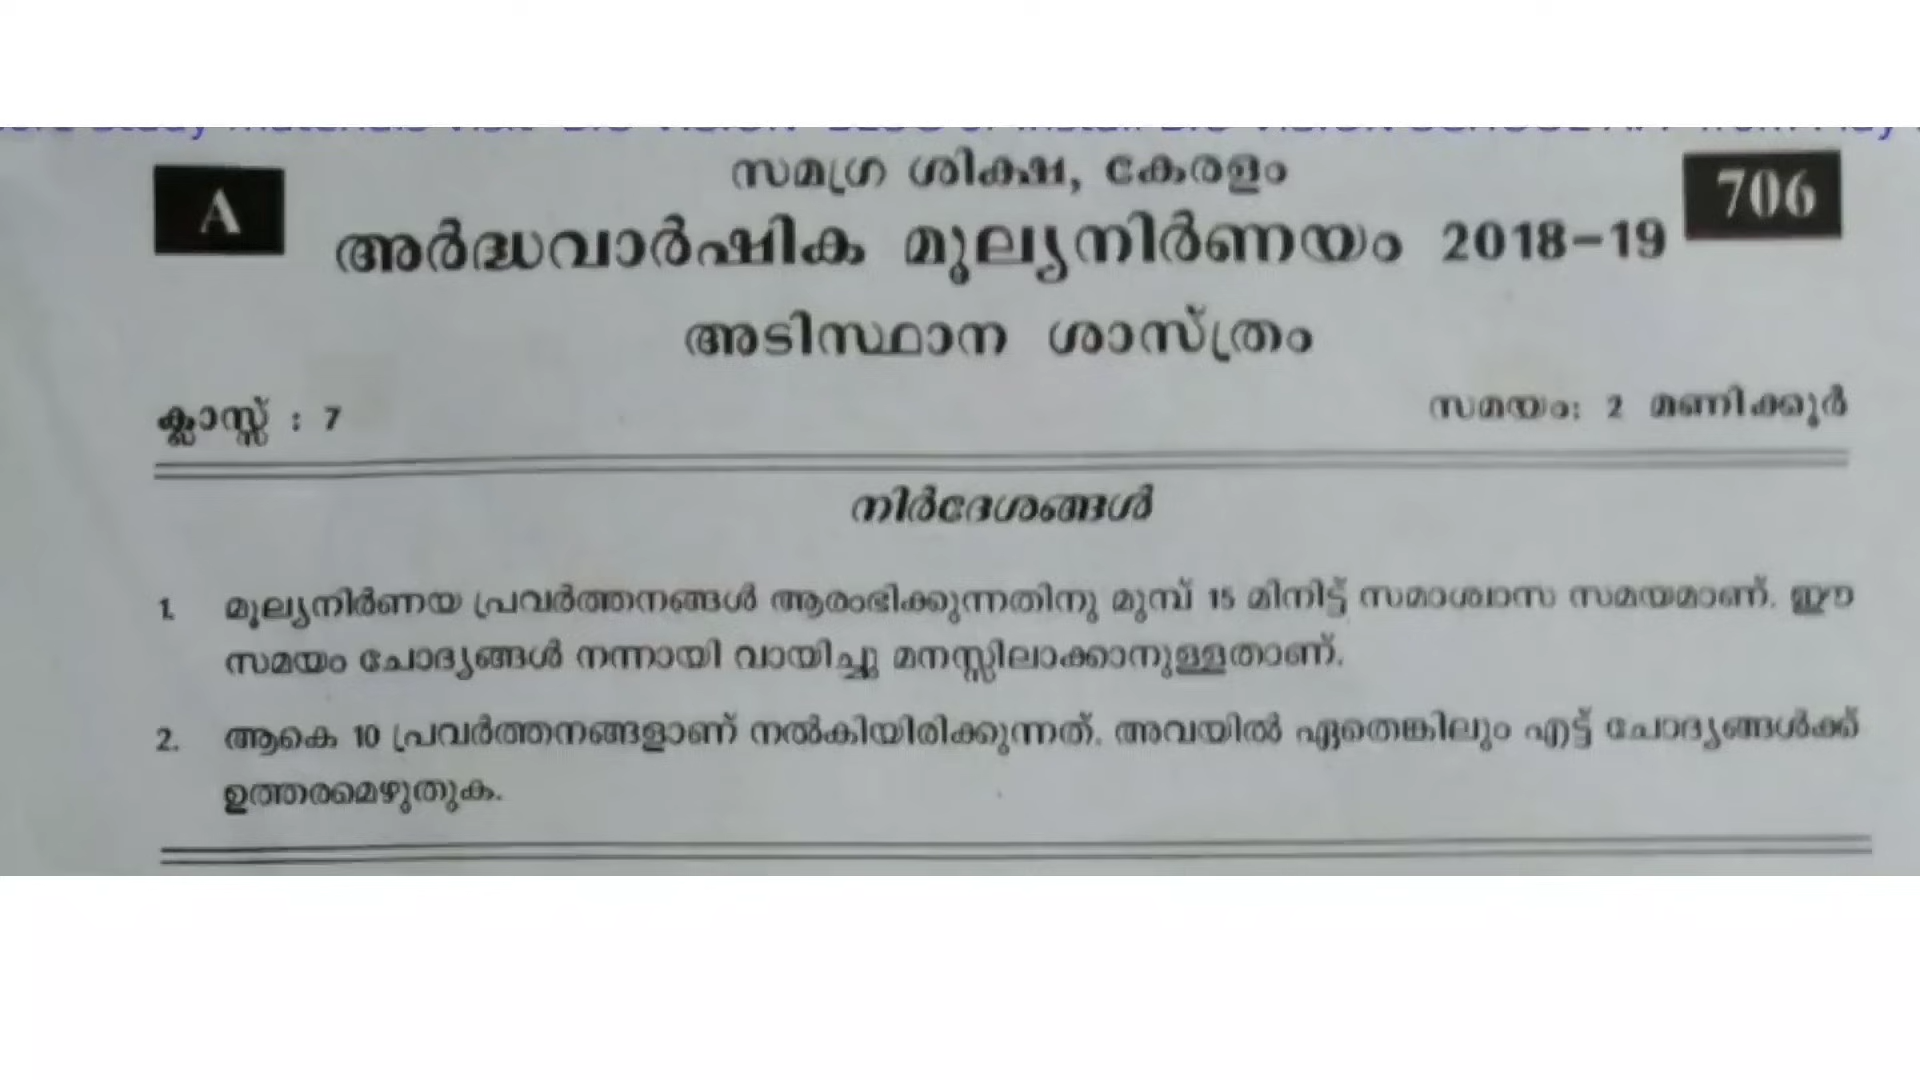 A
സമഗ്ര ശിക്ഷ, കേരളം
706
അർദ്ധവാർഷിക മൂല്യനിർണയം 2018-19
അടിസ്ഥാന ശാസ്ത്രം
ക്ലാസ്സ് : 7
സമയം: 2 മണിക്കൂർ
നിർദേശങ്ങൾ
1. മൂല്യനിർണയ പ്രവർത്തനങ്ങൾ ആരംഭിക്കുന്നതിനു മുമ്പ് 15 മിനിട്ട് സമാശ്വാസ സമയമാണ്. ഈ
സമയം ചോദ്യങ്ങൾ നന്നായി വായിച്ചു മനസ്സിലാക്കാനുള്ളതാണ്.
2. ആകെ 10 പ്രവർത്തനങ്ങളാണ് നൽകിയിരിക്കുന്നത്. അവയിൽ ഏതെങ്കിലും എട്ട് ചോദ്യങ്ങൾക്ക്
ഉത്തരമെഴുതുക.